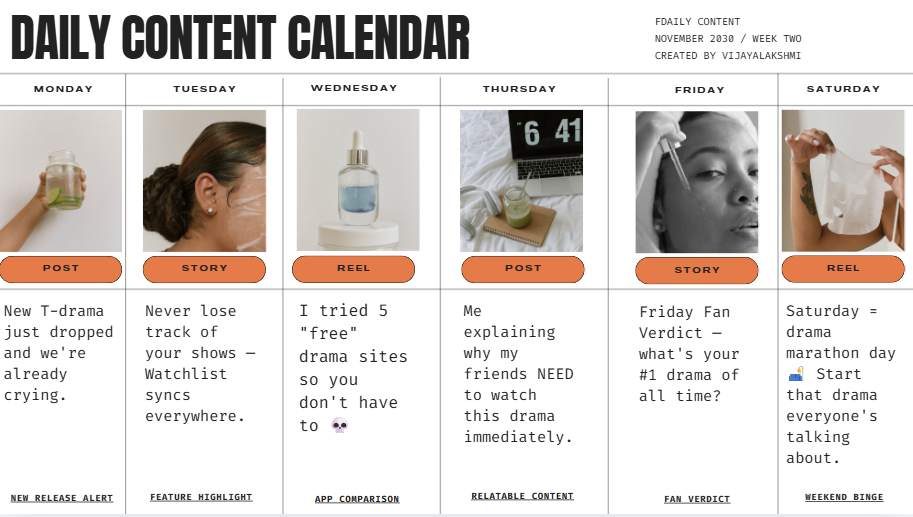 DAILY CONTENT CALENDAR
FDAILY CONTENT
NOVEMBER 2030 / WEEK TWO
CREATED BY VIJAYALAKSHMI
MONDAY
TUESDAY
WEDNESDAY
THURSDAY
FRIDAY
SATURDAY
6 41
POST
STORY
REEL
POST
STORY
REEL
New T-drama
just dropped
and we're
already
crying.
Never lose
track of
your shows —
Watchlist
syncs
everywhere.
I tried 5
"free"
drama sites
so you
don't have
to 💀
Me
explaining
why my
friends NEED
to watch
this drama
immediately.
Friday Fan
Verdict —
what's your
#1 drama of
all time?
Saturday =
drama
marathon day
🛋️ Start
that drama
everyone's
talking
about.
NEW RELEASE ALERT
FEATURE HIGHLIGHT
APP COMPARISON
RELATABLE CONTENT
FAN VERDICT
WEEKEND BINGE